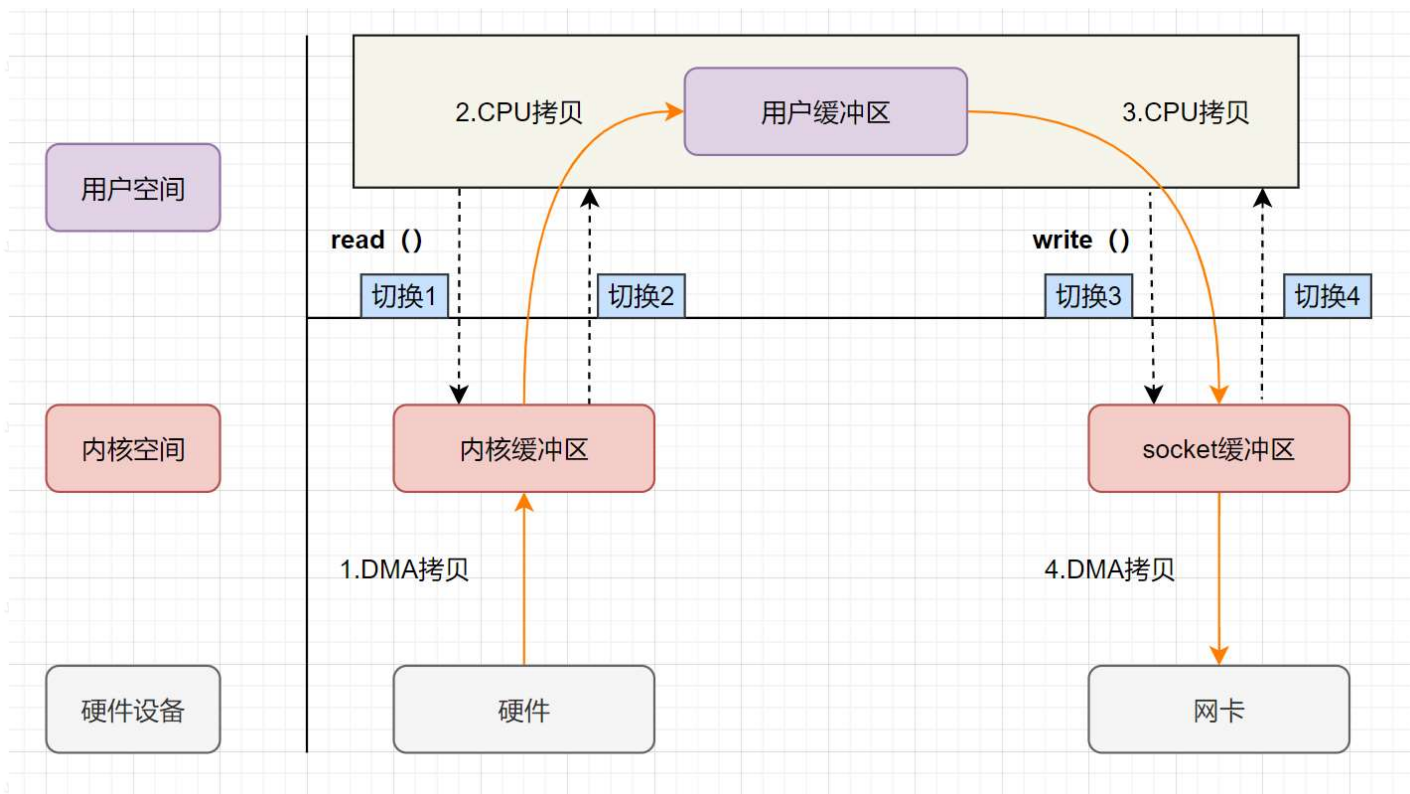 2.CPU拷贝
用户缓冲区
3.CPU拷贝
用户空间
read（）
write（）
切换1
切换2
切换3
切换4
内核空间
内核缓冲区
socket缓冲区
1.DMA拷贝
4.DMA拷贝
硬件设备
硬件
网卡